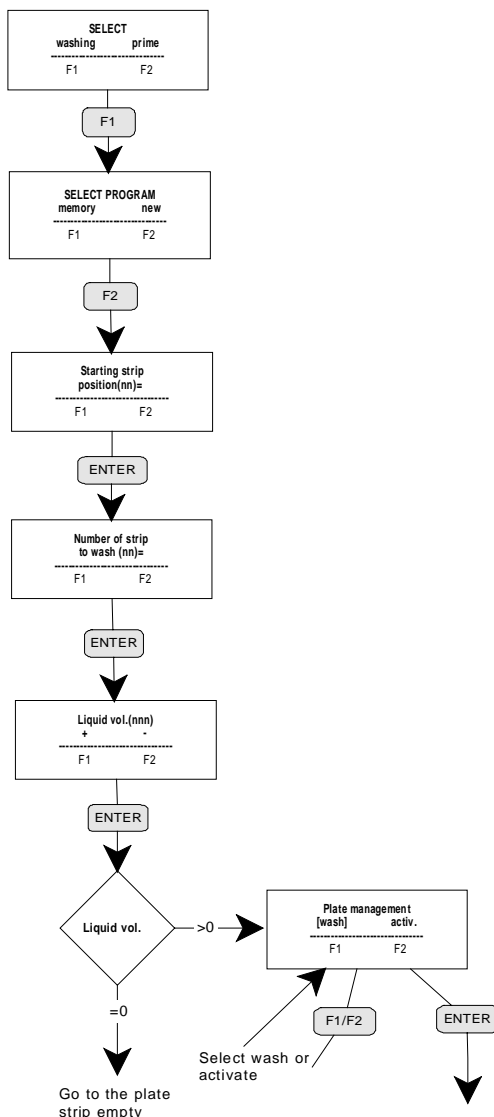 SELECT
washing prime
--------------------------------
F1 F2
F1
SELECT PROGRAM
memory new
--------------------------------
F1 F2
F2
Starting strip
position(nn)=
--------------------------------
F1 F2
ENTER
Number of strip
to wash (nn)=
--------------------------------
F1 F2
ENTER
Liquid vol.(nnn)
+ -
--------------------------------
F1 F2
ENTER
Liquid vol.
>0
Plate management
[wash] activ.
--------------------------------
F1 F2
=0
F1/F2
ENTER
Select wash or
activate
Go to the plate
strip empty